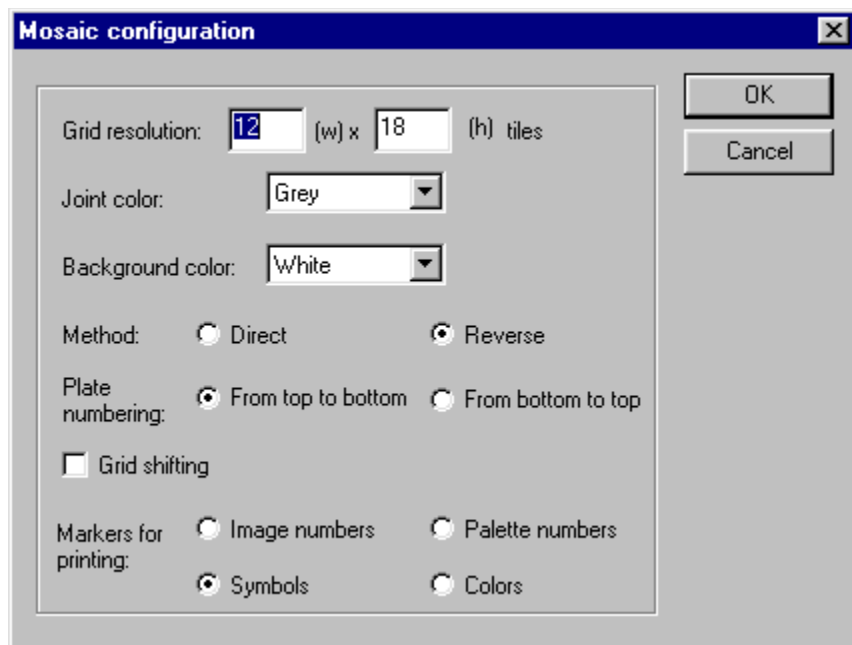 Mosaic configuration
OK
Cancel
Grid resolution: 12 (w) x 18 (h) tiles
Joint color: Grey
Background color: White
Method: Direct Reverse
Plate
numbering: From top to bottom From bottom to top
Grid shifting
Markers for
printing: Image numbers Palette numbers
Symbols Colors